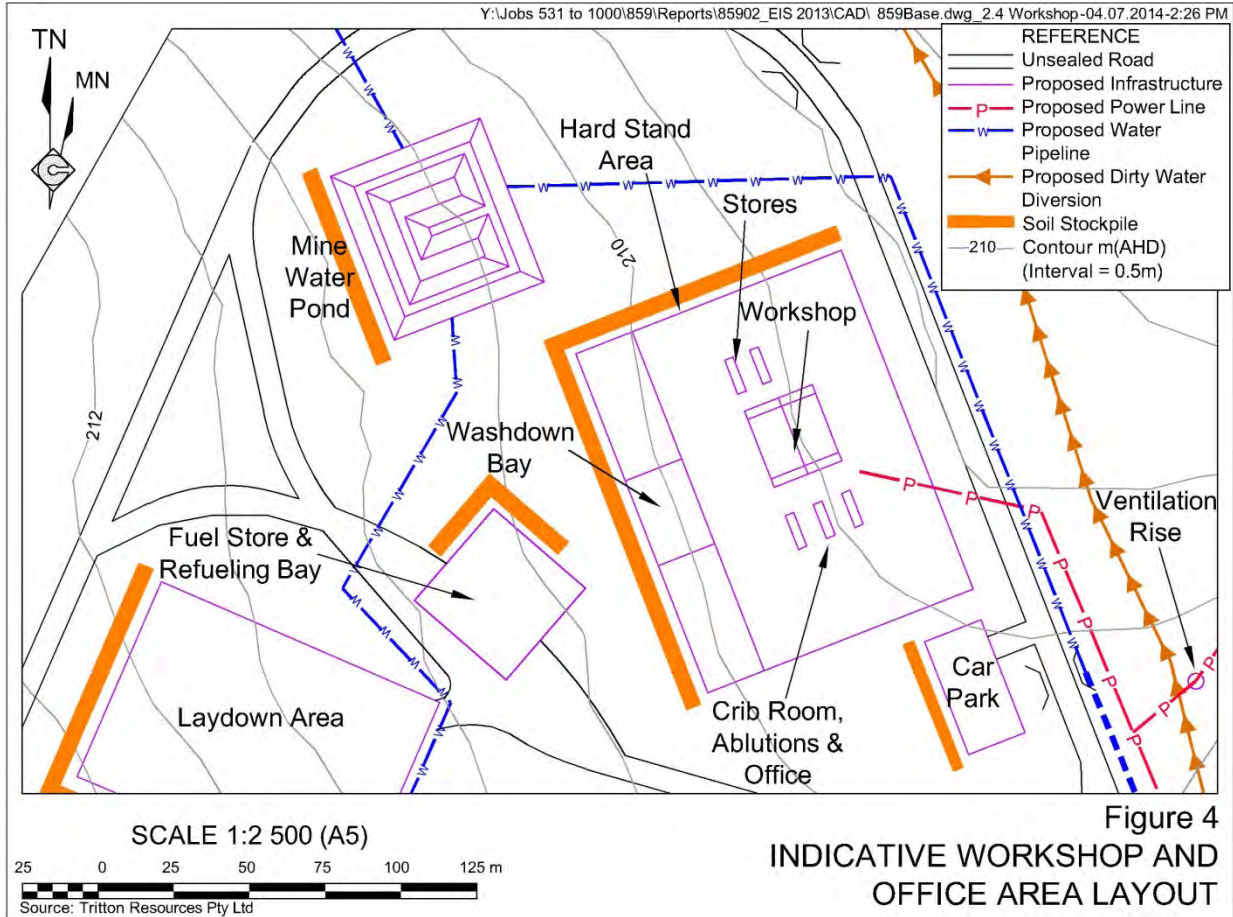 Y:\Jobs 531 to 1000\859\Reports\85902_EIS 2013\CAD\ 859Base.dwg_2.4 Workshop-04.07.2014-2:26 PM
TN
MN
REFERENCE
Unsealed Road
Proposed Infrastructure
P Proposed Power Line
w Proposed Water
Pipeline
Proposed Dirty Water
Diversion
Soil Stockpile
210 Contour m(AHD)
(Interval = 0.5m)
Hard Stand
Area
Stores
Mine
Water
Pond
210
Workshop
212
Washdown
Bay
Ventilation
Rise
Fuel Store &
Refueling Bay
Laydown Area
Car
Park
Crib Room,
Ablutions &
Office
SCALE 1:2 500 (A5)
25 0 25 50 75 100 125 m
Source: Tritton Resources Pty Ltd
Figure 4
INDICATIVE WORKSHOP AND
OFFICE AREA LAYOUT